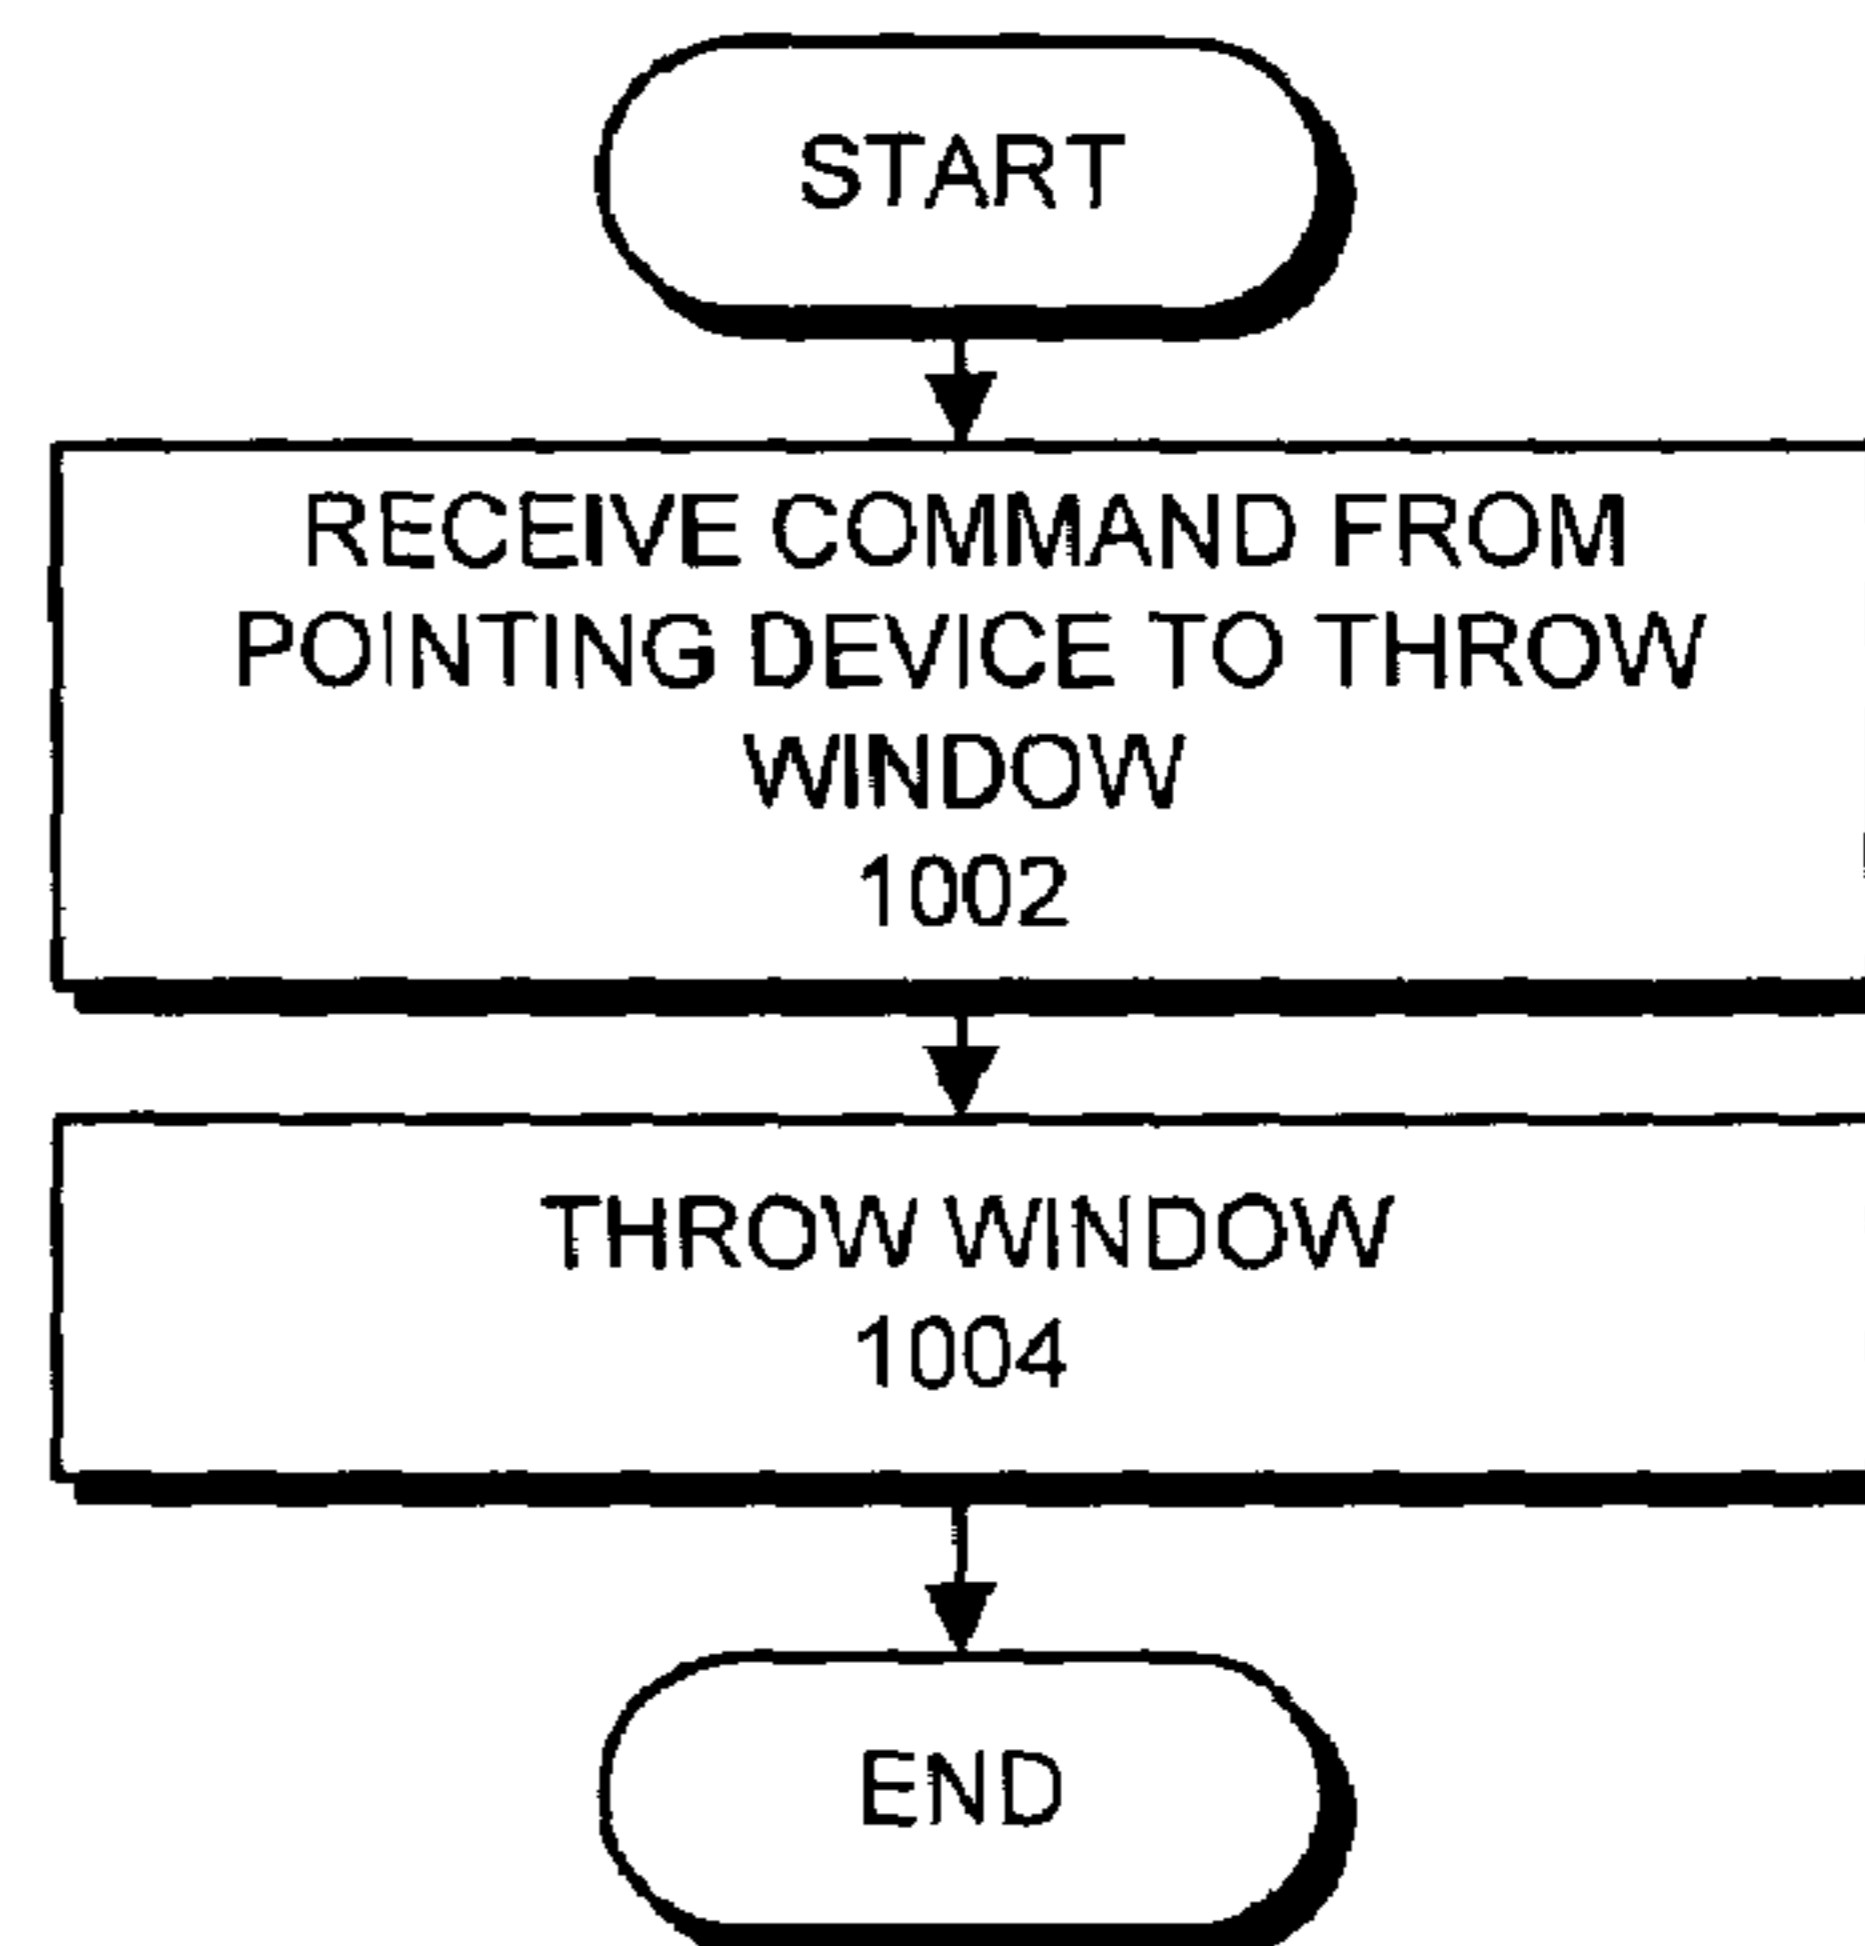 START
RECEIVE COMMAND FROM
POINTING DEVICE TO THROW
WINDOW
1002
THROW WINDOW
1004
END